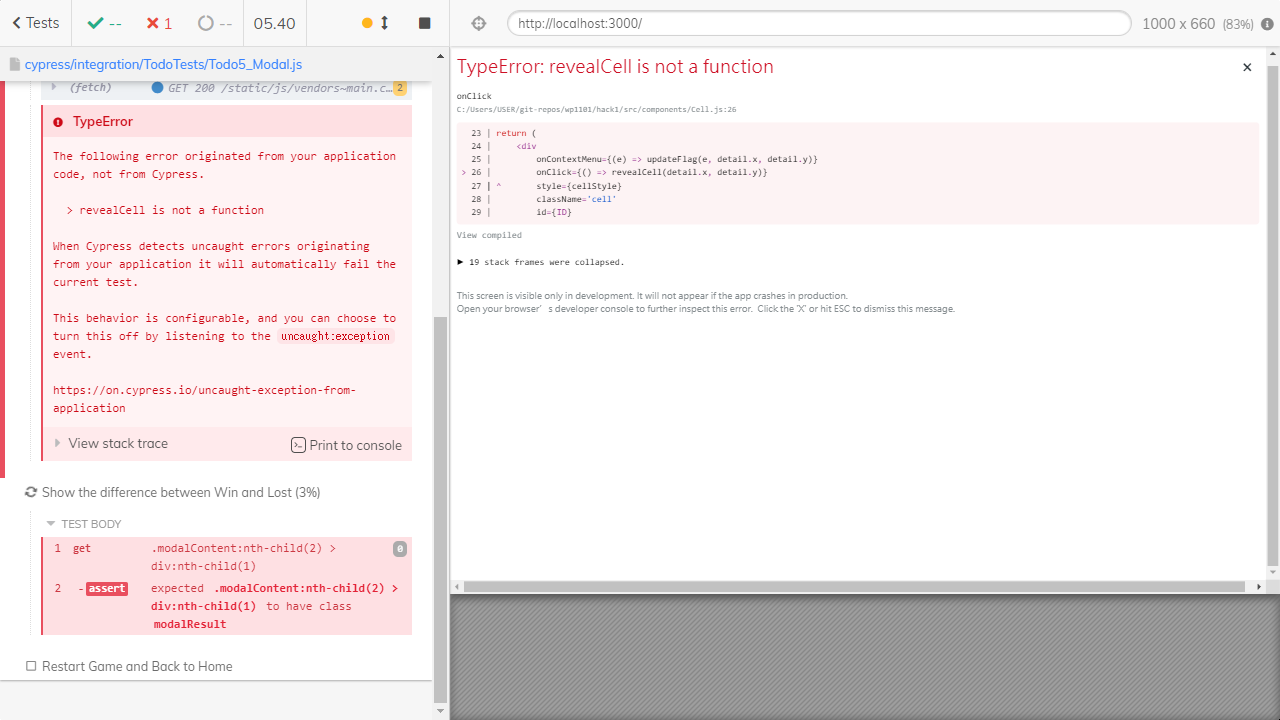 Tests
--
1
--
05.40
cypress/integration/TodoTests/Todo5_Modal.js
(fetch) GET 200 /static/js/vendors~main.c… 2
TypeError
The following error originated from your application
code, not from Cypress.
> revealCell is not a function
When Cypress detects uncaught errors originating
from your application it will automatically fail the
current test.
This behavior is configurable, and you can choose to
turn this off by listening to the uncaught:exception
event.
https://on.cypress.io/uncaught-exception-from-
application
View stack trace
Print to console
Show the difference between Win and Lost (3%)
TEST BODY
1 get .modalContent:nth-child(2) > 0
div:nth-child(1)
2 -assert expected .modalContent:nth-child(2) >
div:nth-child(1) to have class
modalResult
Restart Game and Back to Home
http://localhost:3000/
1000 x 660 (83%)
TypeError: revealCell is not a function
onClick
C:/Users/USER/git-repos/wp1101/hack1/src/components/Cell.js:26
23 | return (
24 | <div
25 | onContextMenu={(e) => updateFlag(e, detail.x, detail.y)}
> 26 | onClick={() => revealCell(detail.x, detail.y)}
27 | ^ style={cellStyle}
28 | className='cell'
29 | id={ID}
View compiled
▶ 19 stack frames were collapsed.
This screen is visible only in development. It will not appear if the app crashes in production.
Open your browser’s developer console to further inspect this error. Click the 'X' or hit ESC to dismiss this message.